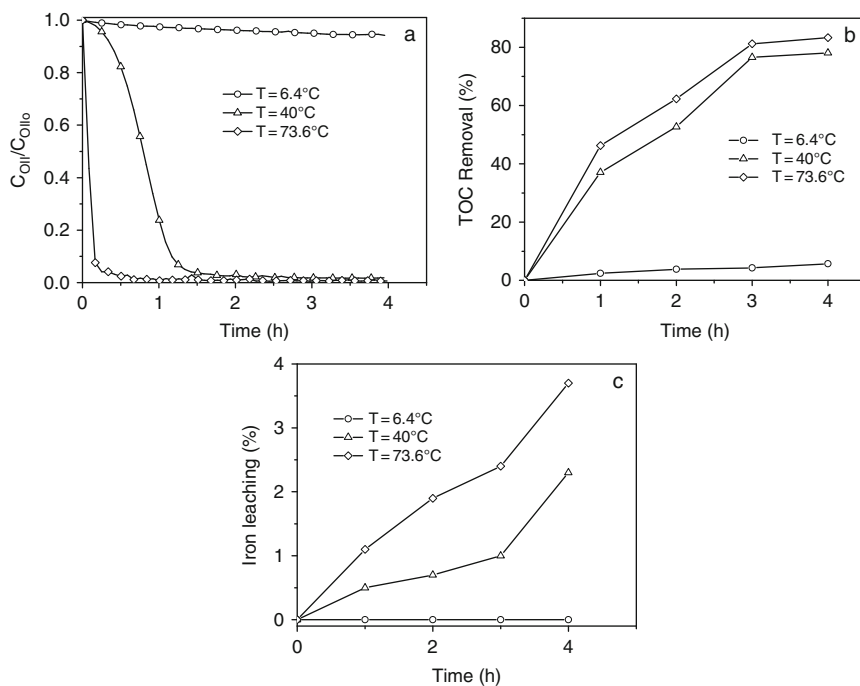 a
1.0
0.8
0.6
0.4
0.2
0.0
C_OII/C_OIIo
T = 6.4°C
T = 40°C
T = 73.6°C
0 1 2 3 4
Time (h)
b
80
60
40
20
0
TOC Removal (%)
T = 6.4°C
T = 40°C
T = 73.6°C
0 1 2 3 4
Time (h)
c
4
3
2
1
0
Iron leaching (%)
T = 6.4°C
T = 40°C
T = 73.6°C
0 1 2 3 4
Time (h)